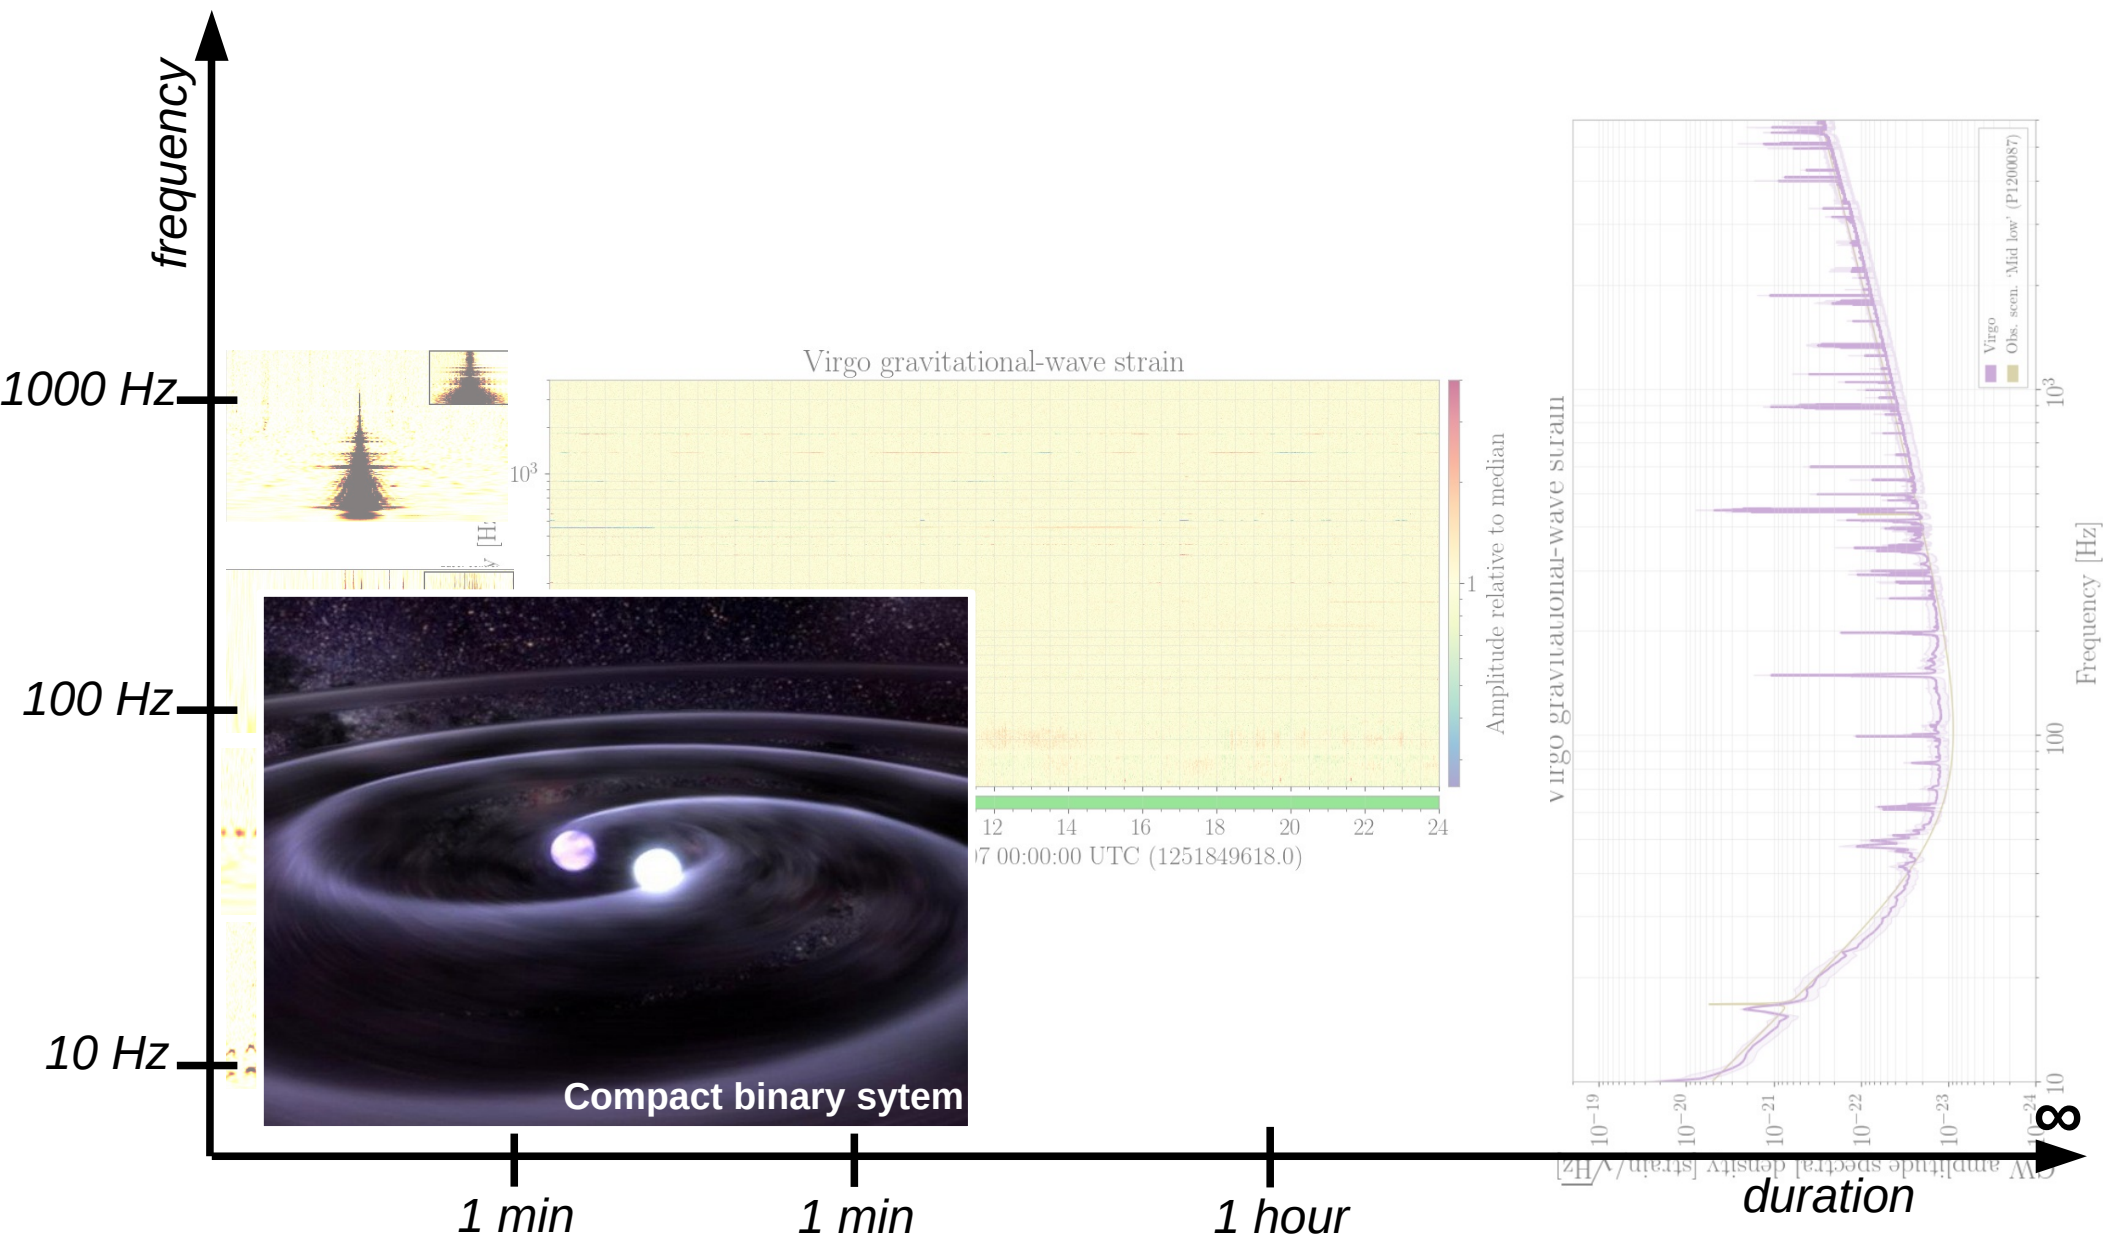 frequency
1000 Hz
100 Hz
10 Hz
Virgo gravitational-wave strain
10³
y [H
Amplitude relative to median
1
12 14 16 18 20 22 24
07 00:00:00 UTC (1251849618.0)
Compact binary sytem
Virgo gravitational-wave strain
Virgo
Obs. scen. 'Mid low' (P1200087)
10³
100
10
Frequency [Hz]
10⁻¹⁹ 10⁻²⁰ 10⁻²¹ 10⁻²² 10⁻²³ 10⁻²⁴
GW amplitude spectral density [strain/√Hz]
∞
1 min
1 min
1 hour
duration